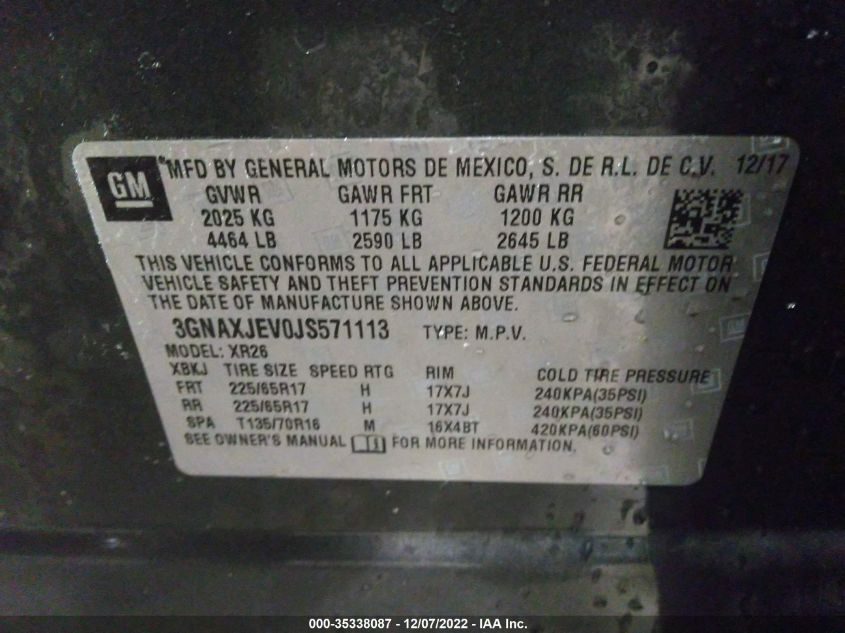 GM
MFD BY GENERAL MOTORS DE MEXICO, S. DE R.L. DE C.V. 12/17
GVWR GAWR FRT GAWR RR
2025 KG 1175 KG 1200 KG
4464 LB 2590 LB 2645 LB
THIS VEHICLE CONFORMS TO ALL APPLICABLE U.S. FEDERAL MOTOR
VEHICLE SAFETY AND THEFT PREVENTION STANDARDS IN EFFECT ON
THE DATE OF MANUFACTURE SHOWN ABOVE.
3GNAXJEV0JS571113 TYPE: M.P.V.
MODEL: XR26
XBKJ TIRE SIZE SPEED RTG RIM COLD TIRE PRESSURE
FRT 225/65R17 H 17X7J 240KPA(35PSI)
RR 225/65R17 H 17X7J 240KPA(35PSI)
SPA T135/70R16 M 16X4BT 420KPA(60PSI)
SEE OWNER'S MANUAL FOR MORE INFORMATION.
000-35338087 - 12/07/2022 - IAA Inc.